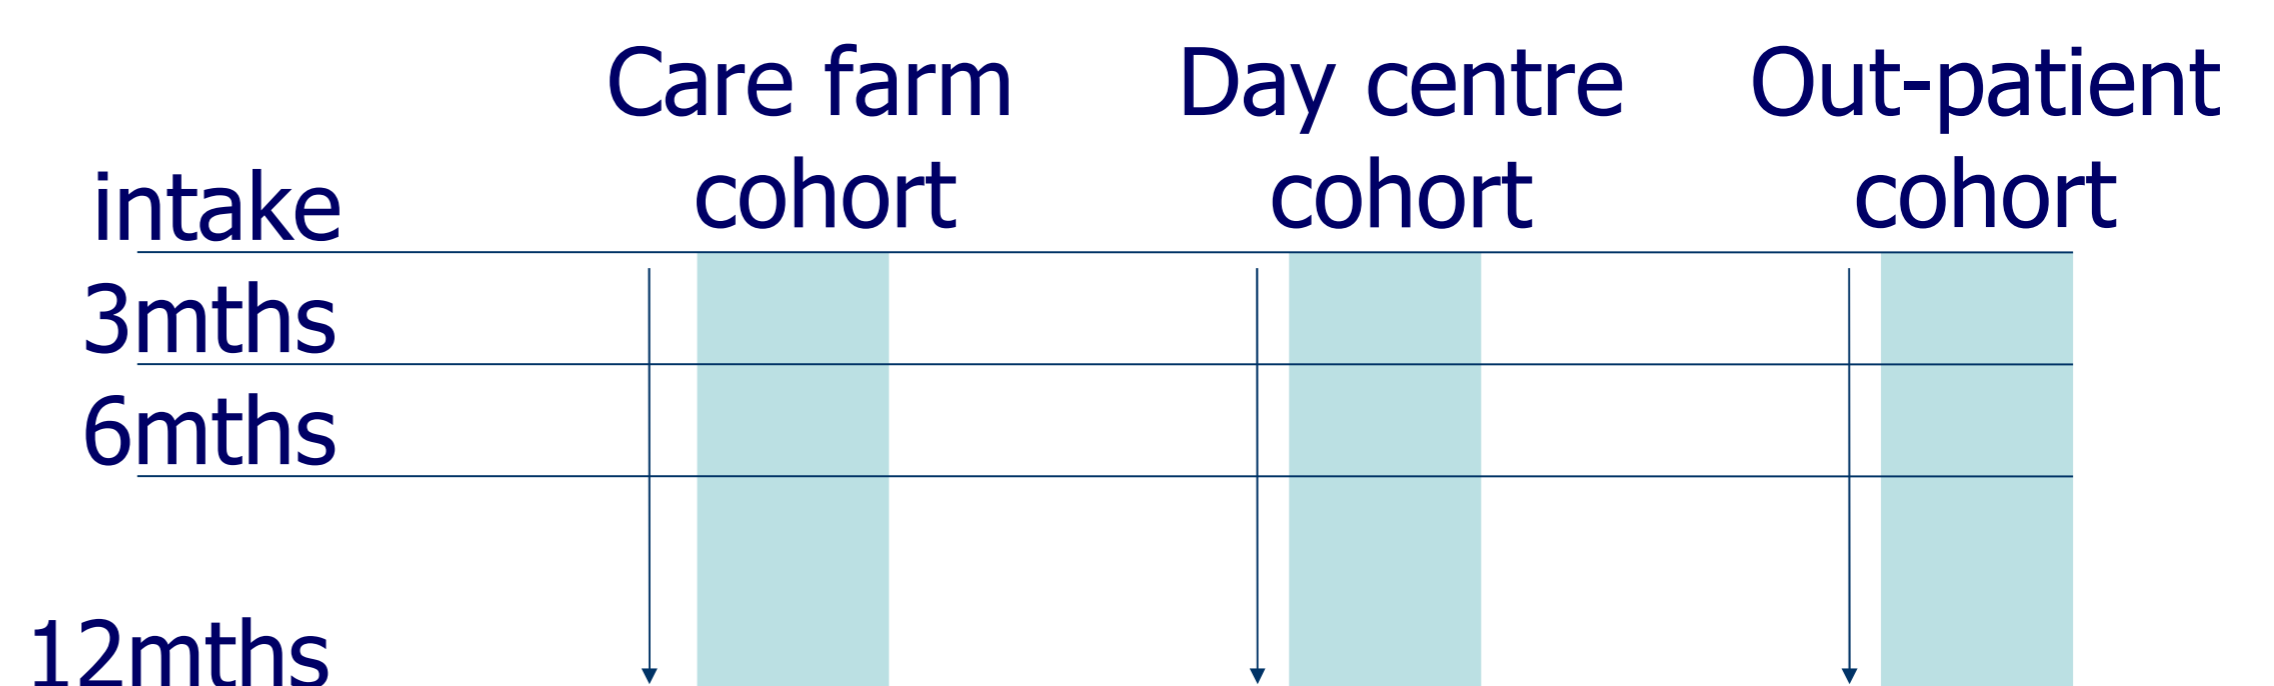 Care farm Day centre Out-patient
cohort cohort cohort
intake
3mths
6mths
12mths